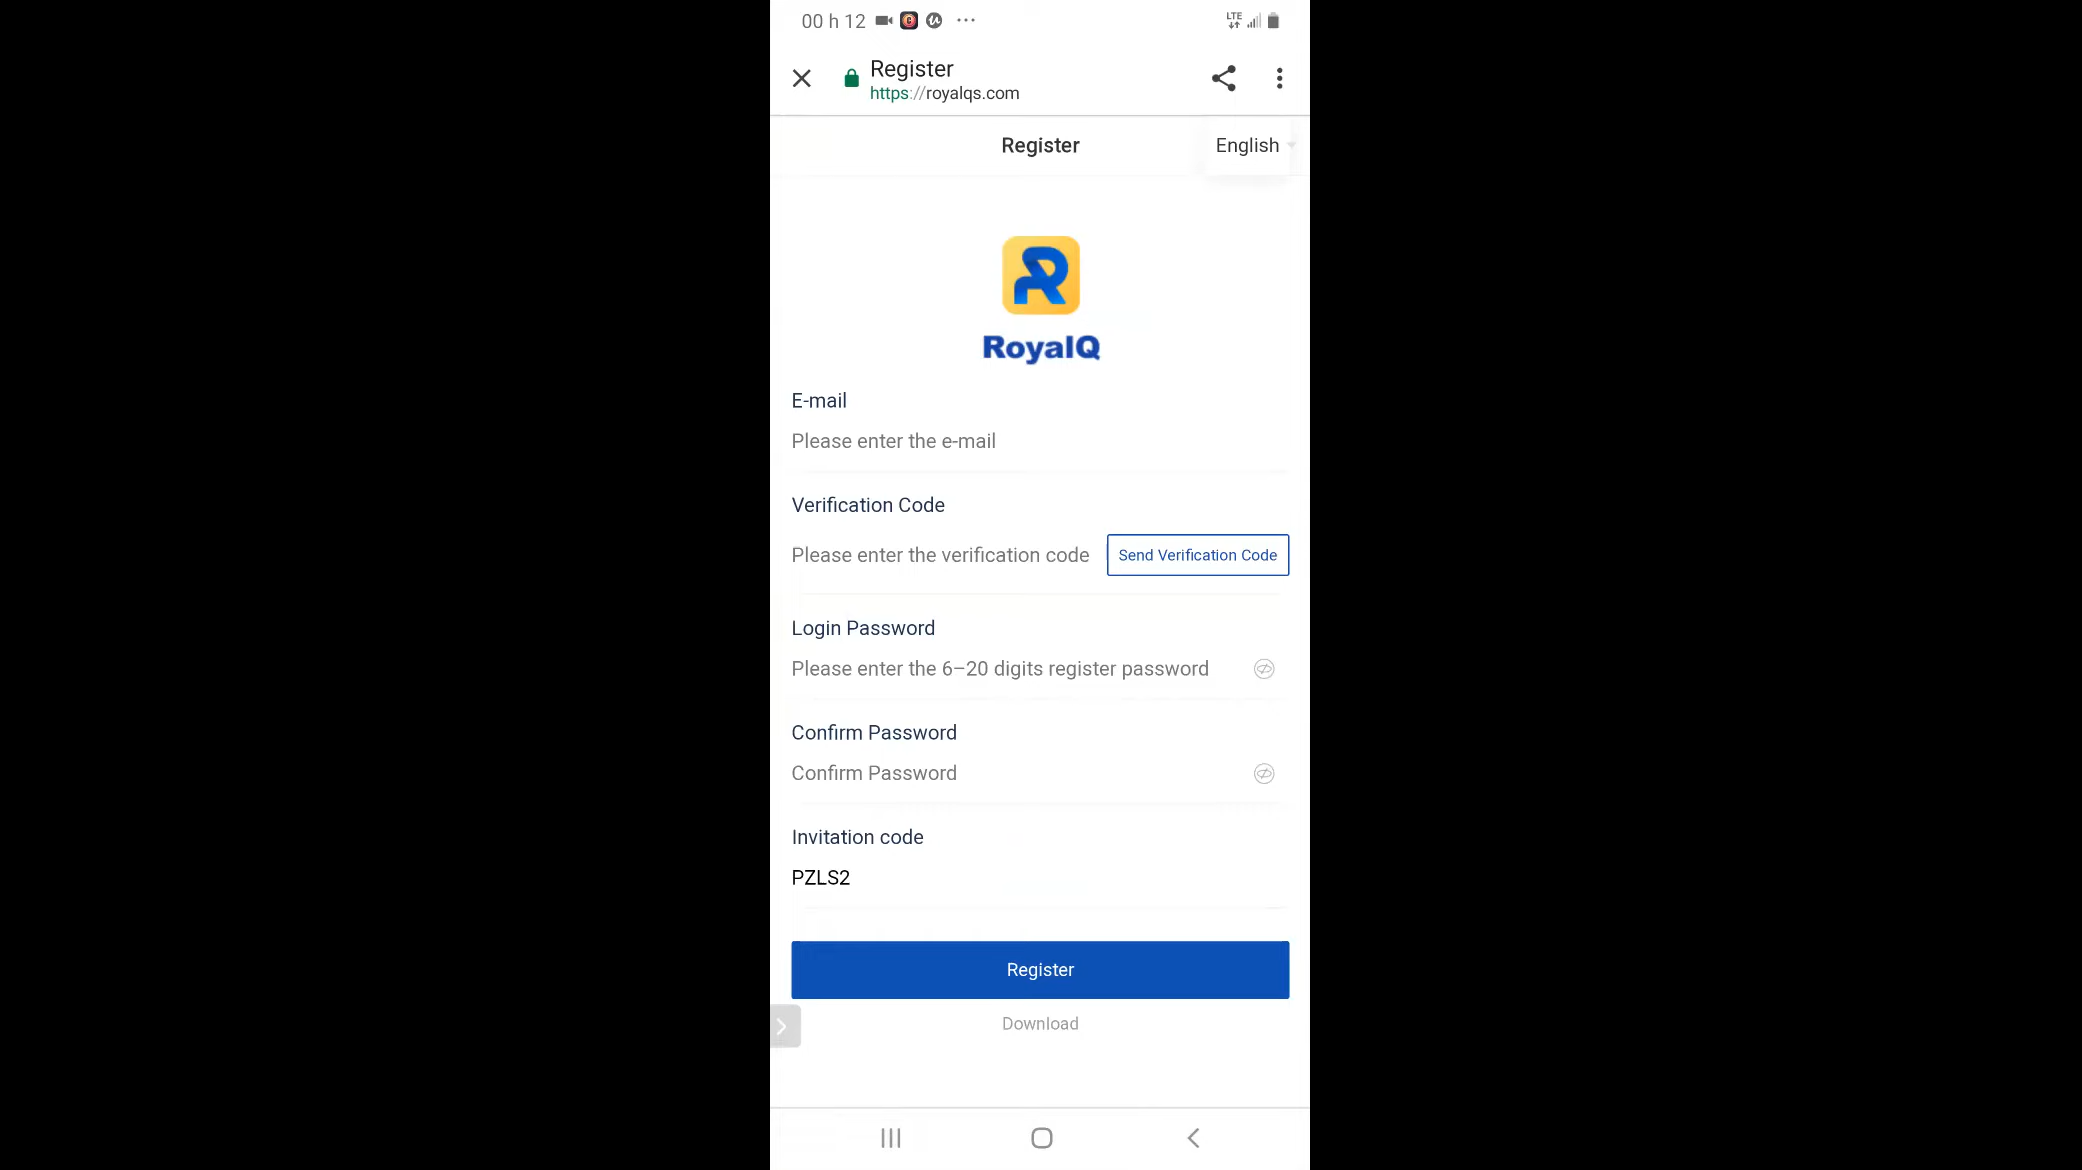 00 h 12
LTE
Register
https://royalqs.com
Register
English
RoyalQ
E-mail
Please enter the e-mail
Verification Code
Please enter the verification code
Send Verification Code
Login Password
Please enter the 6–20 digits register password
Confirm Password
Confirm Password
Invitation code
PZLS2
Register
Download